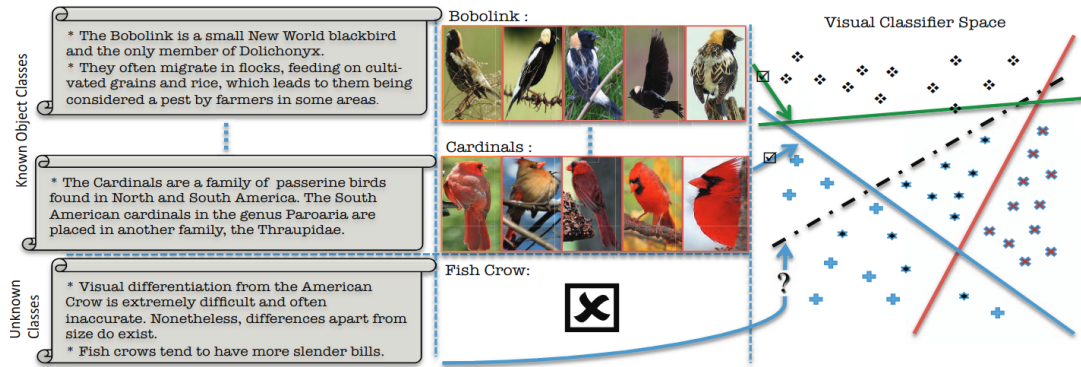 Known Object Classes
* The Bobolink is a small New World blackbird
and the only member of Dolichonyx.
* They often migrate in flocks, feeding on culti-
vated grains and rice, which leads to them being
considered a pest by farmers in some areas.
* The Cardinals are a family of passerine birds
found in North and South America. The South
American cardinals in the genus Paroaria are
placed in another family, the Thraupidae.
Unknown
Classes
* Visual differentiation from the American
Crow is extremely difficult and often
inaccurate. Nonetheless, differences apart from
size do exist.
* Fish crows tend to have more slender bills.
Bobolink :
Cardinals :
Fish Crow:
Visual Classifier Space
?